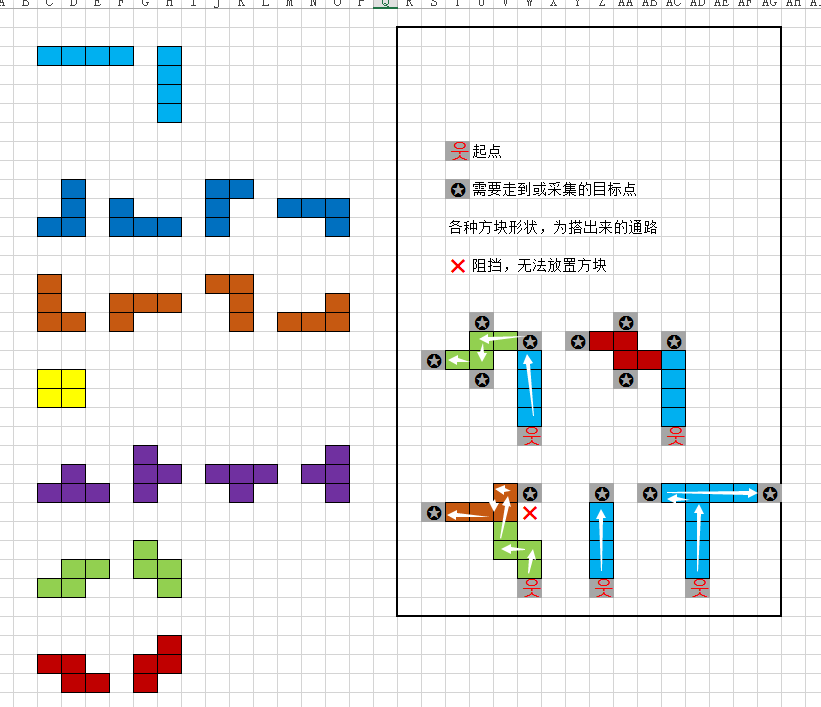 A B C D E F G H I J K L M N O P Q R S T U V W X Y Z AA AB AC AD AE AF AG AH
起点
需要走到或采集的目标点
各种方块形状，为搭出来的通路
阻挡，无法放置方块